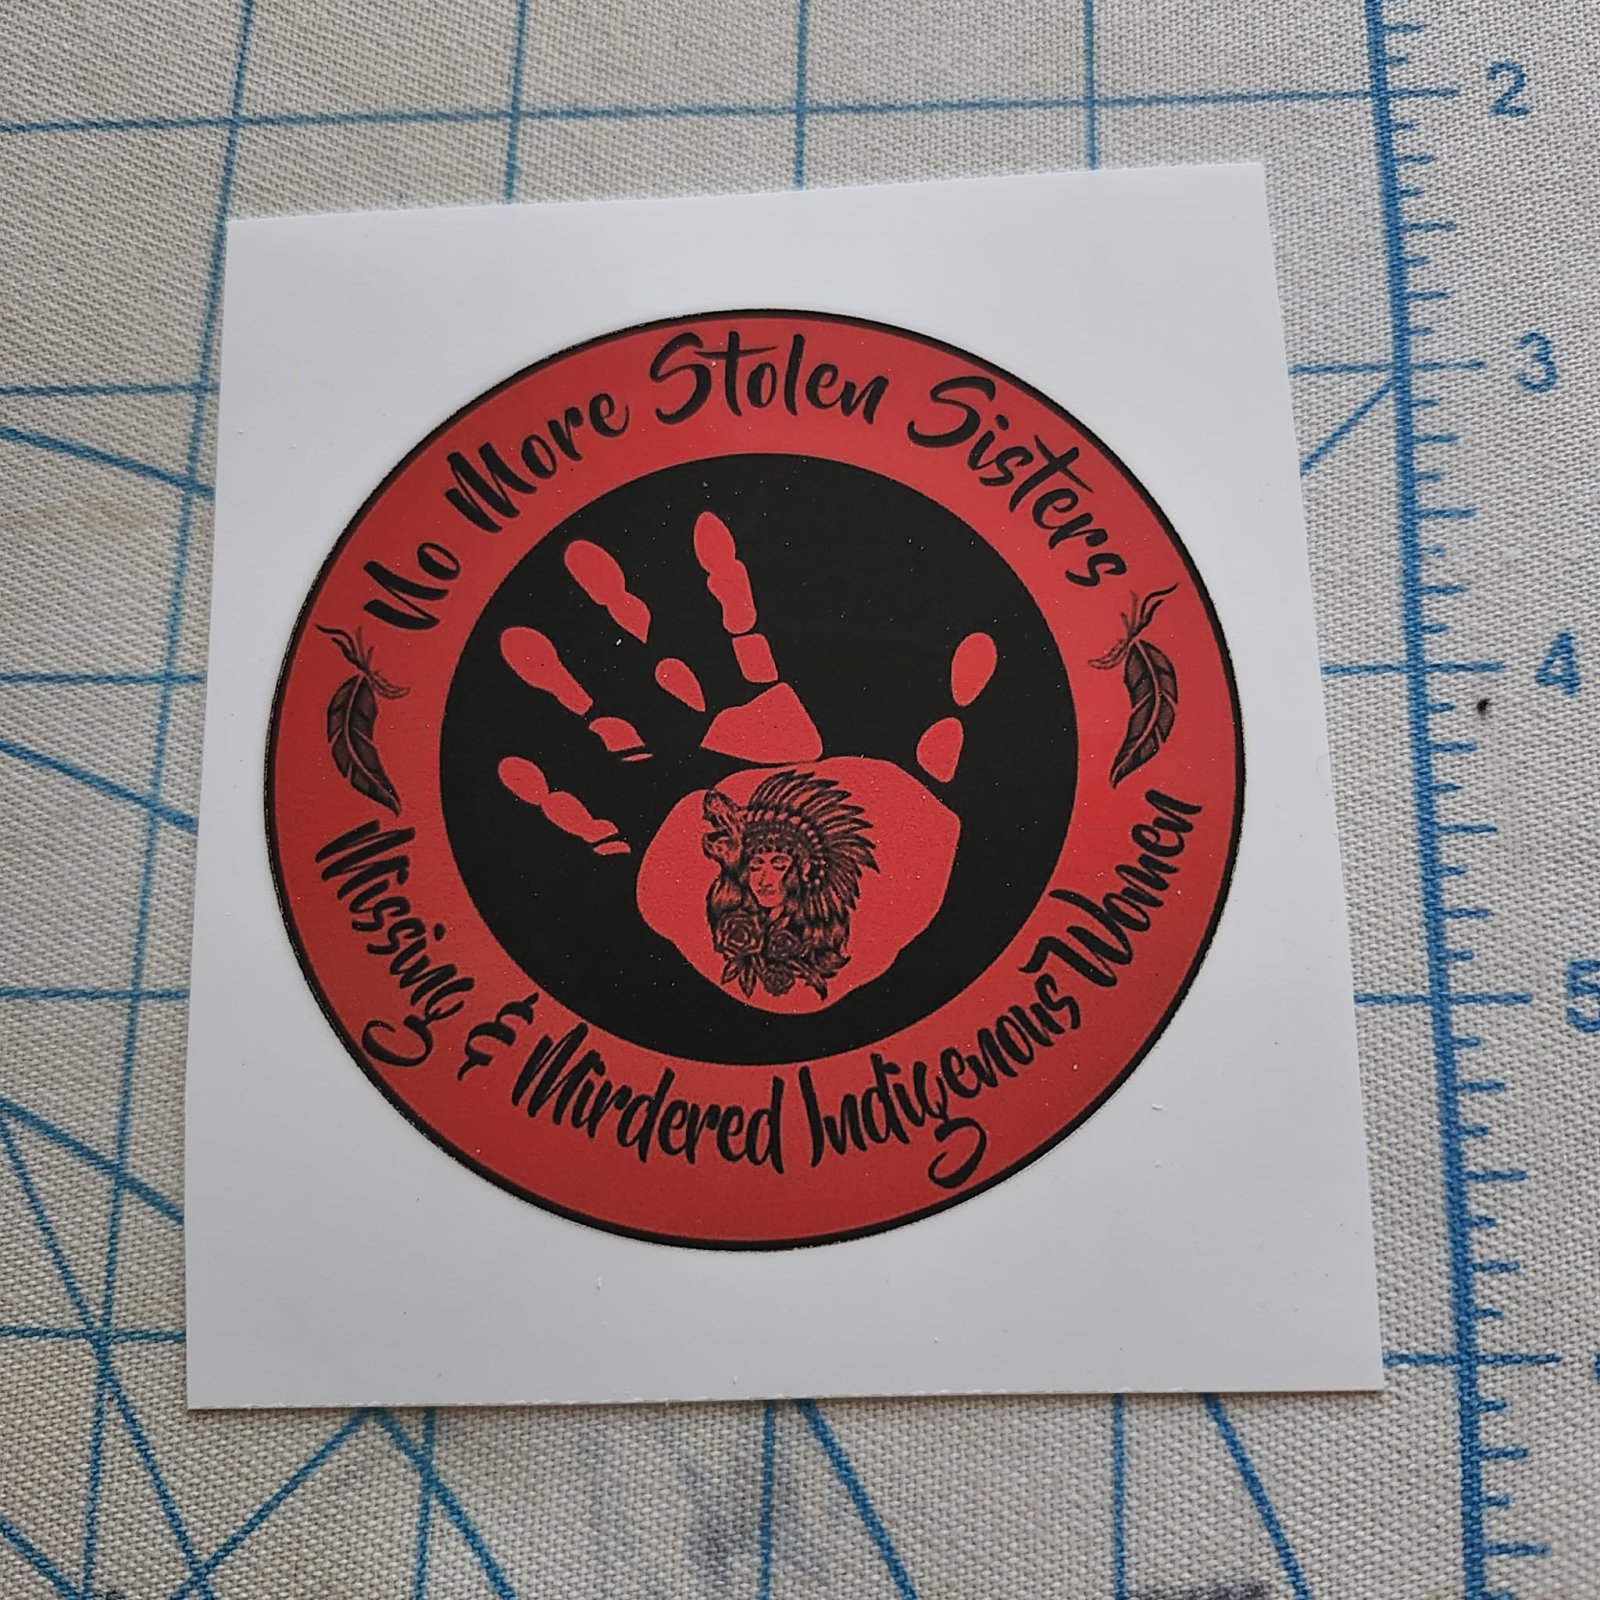 No More Stolen Sisters
Missing & Murdered Indigenous Women
2
3
4
5